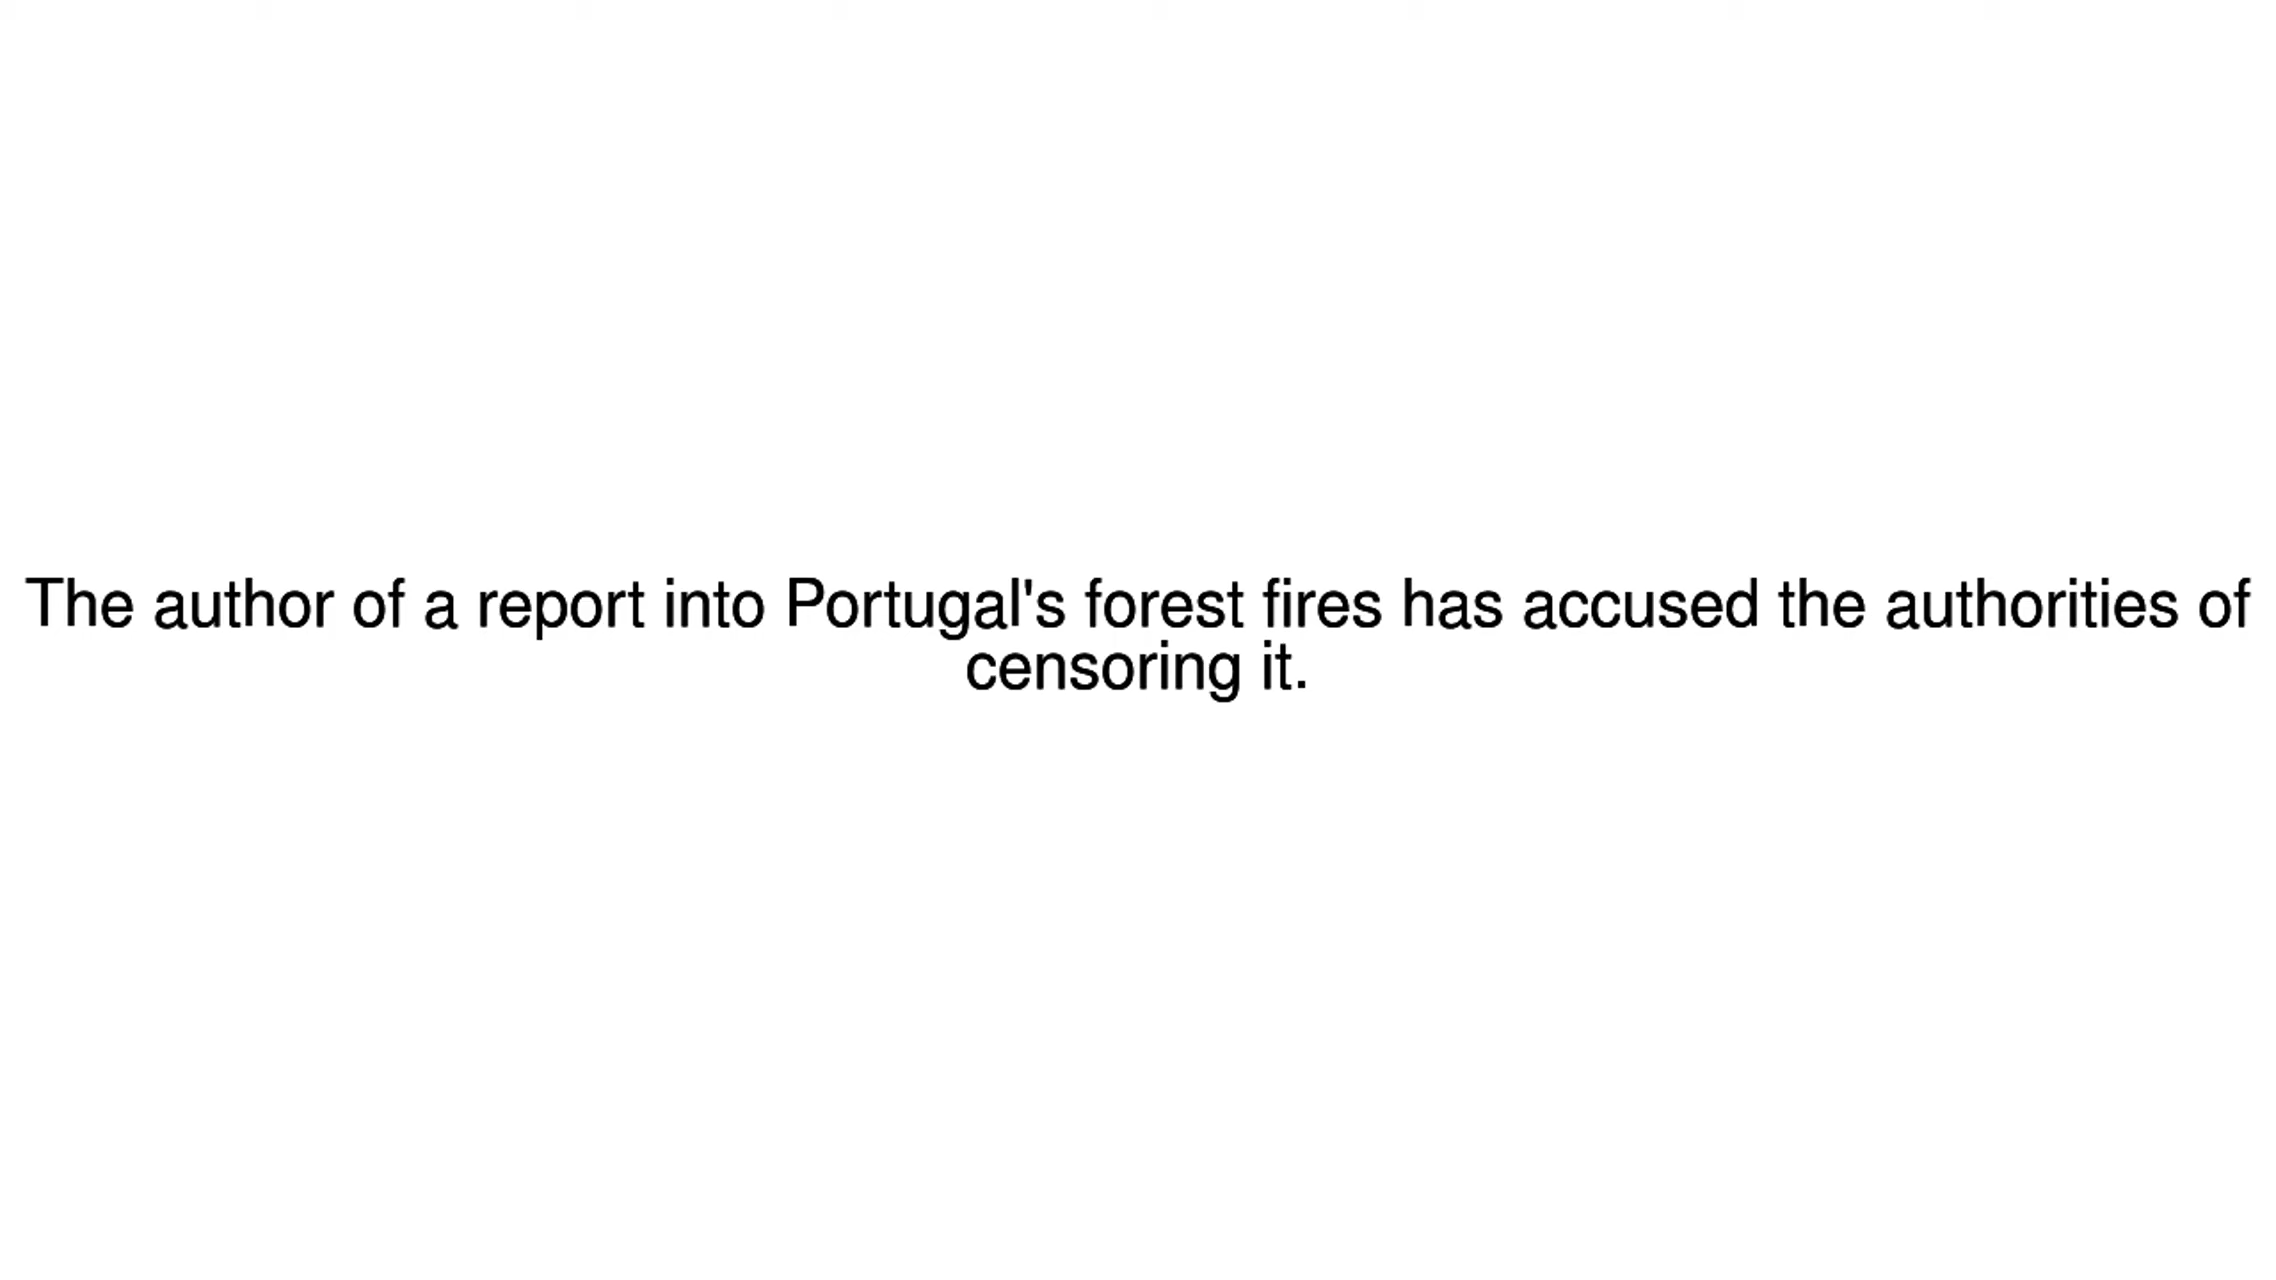 The author of a report into Portugal's forest fires has accused the authorities of
censoring it.